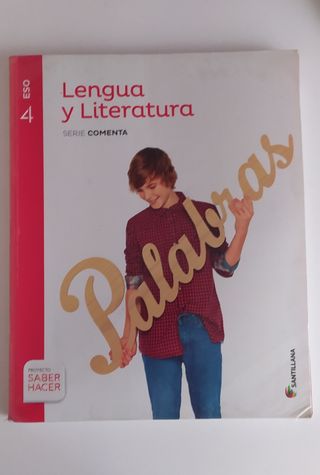 ESO
4
Lengua
y Literatura
SERIE COMENTA
Palabras
PROYECTO
SABER
HACER
SANTILLANA